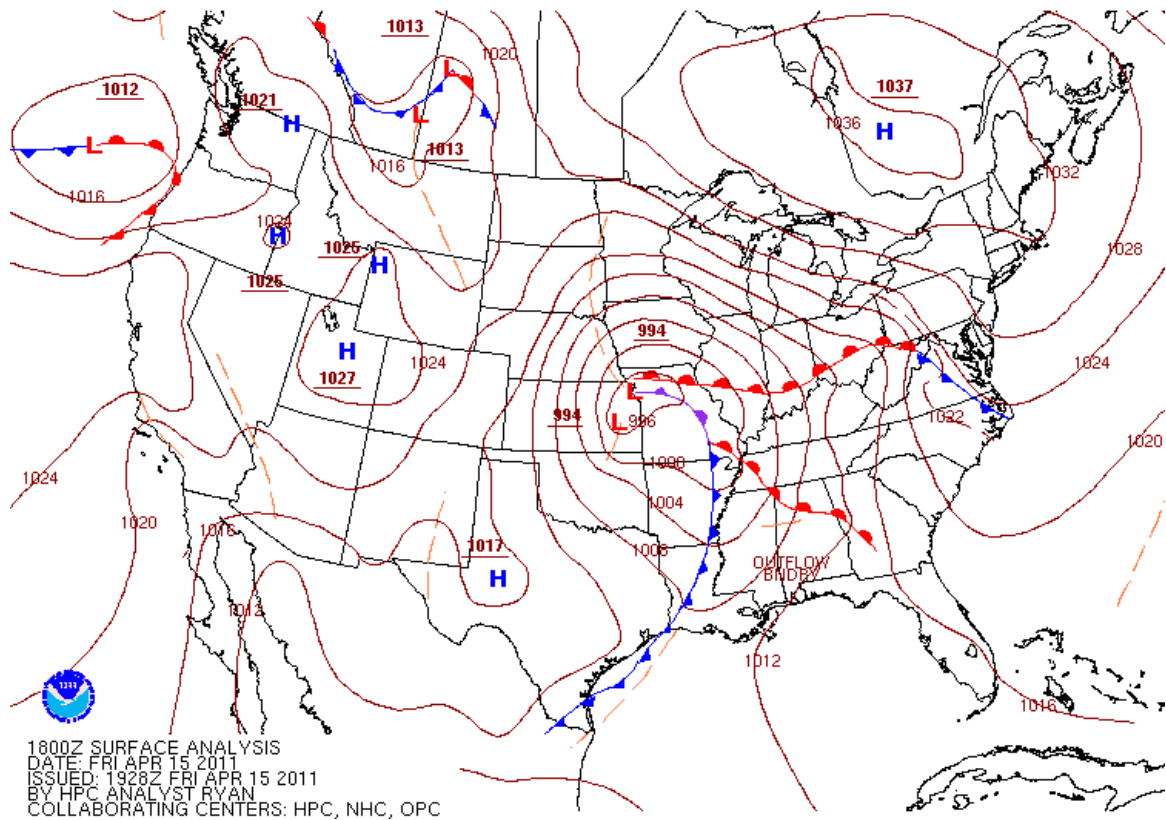 1013
1020
1012
1021
H
L
1037
1036
H
L
L
1013
1016
1016
1032
1024
H
1025
H
1025
1028
994
H
1027
1024
1024
L
994
L
996
1022
1000
1020
1024
1004
1020
1016
1017
1008
H
OUTFLOW
BNDRY
1012
1012
1016
1800Z SURFACE ANALYSIS
DATE: FRI APR 15 2011
ISSUED: 1928Z FRI APR 15 2011
BY HPC ANALYST RYAN
COLLABORATING CENTERS: HPC, NHC, OPC